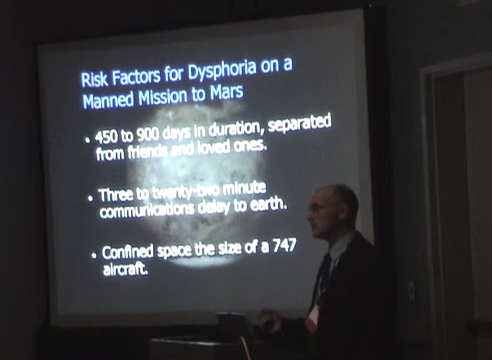 Risk Factors for Dysphoria on a
Manned Mission to Mars
• 450 to 900 days in duration, separated
from friends and loved ones.
• Three to twenty-two minute
communications delay to earth.
• Confined space the size of a 747
aircraft.